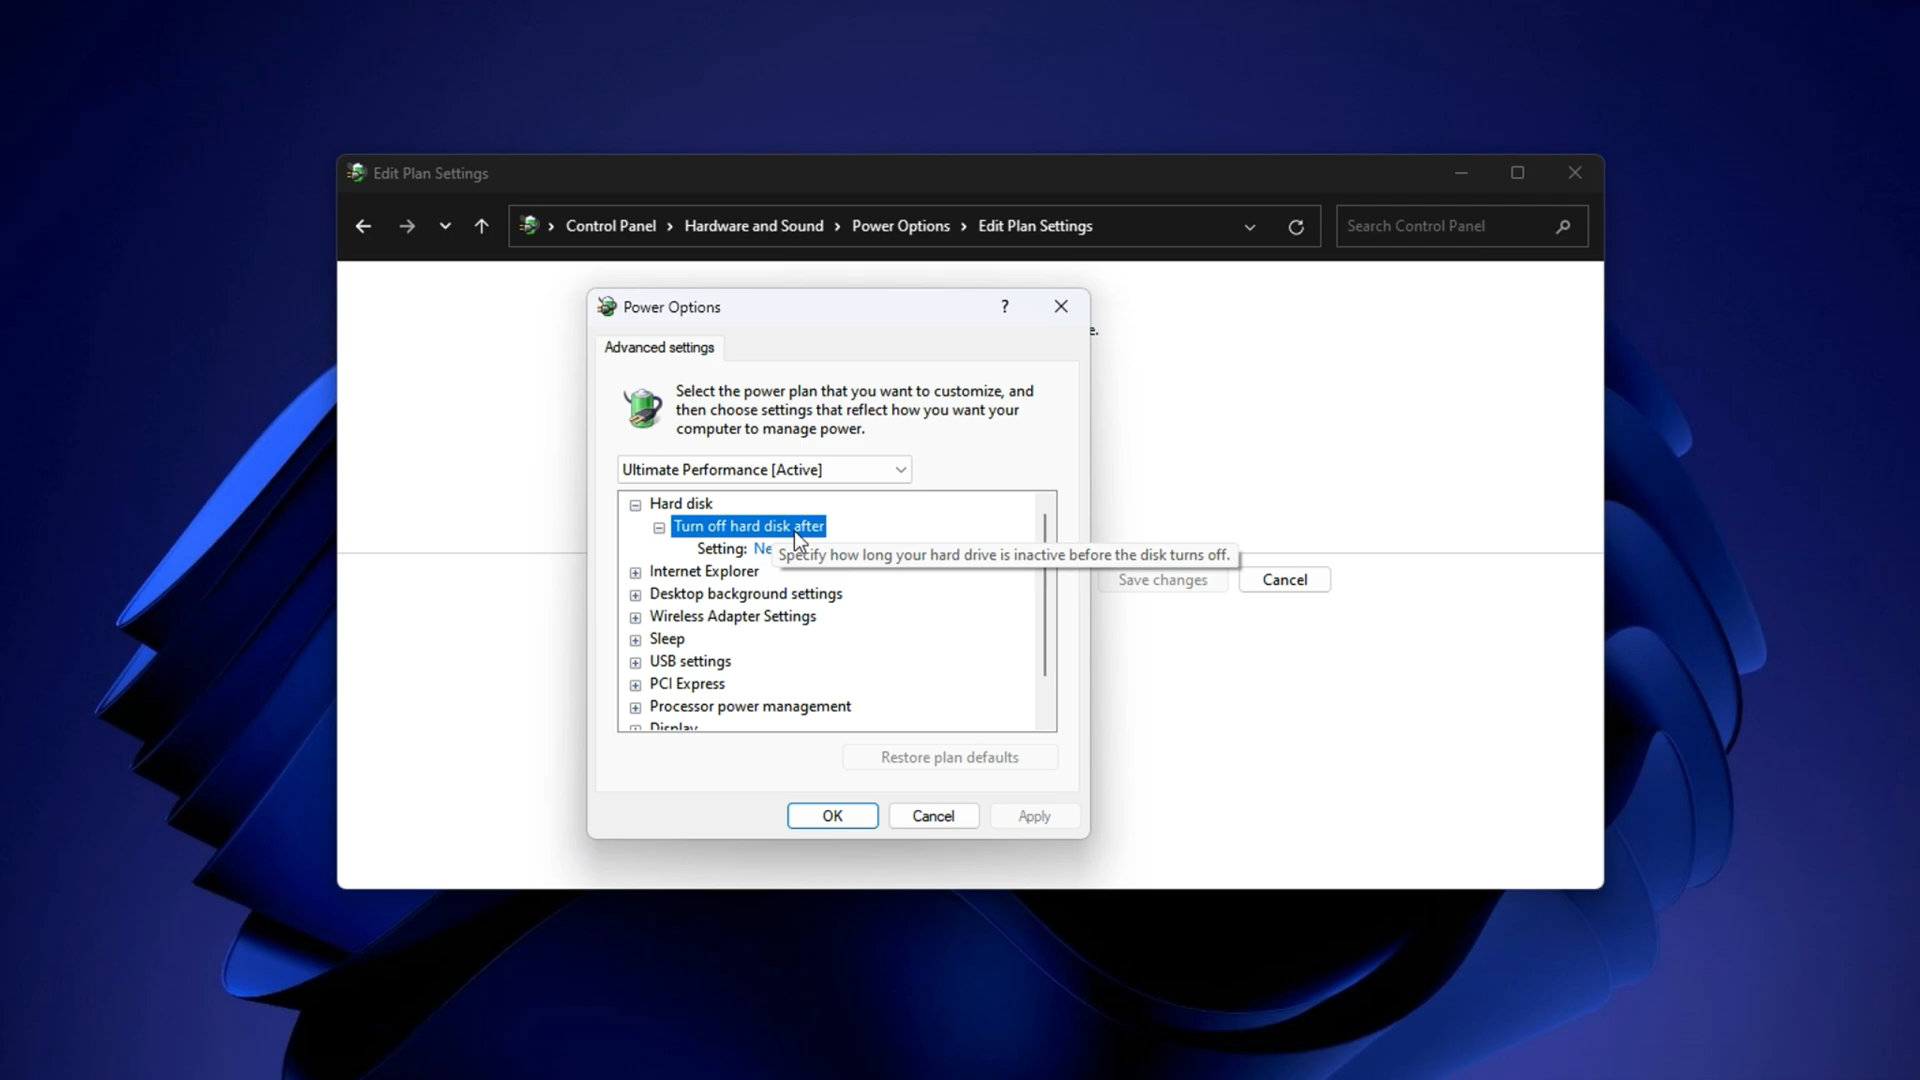 Edit Plan Settings
Control Panel > Hardware and Sound > Power Options > Edit Plan Settings
Search Control Panel
Power Options
?
e.
Advanced settings
Select the power plan that you want to customize, and
then choose settings that reflect how you want your
computer to manage power.
Ultimate Performance [Active]
Hard disk
Turn off hard disk after
Setting: Ne
Specify how long your hard drive is inactive before the disk turns off.
Internet Explorer
Desktop background settings
Wireless Adapter Settings
Sleep
USB settings
PCI Express
Processor power management
Display
Save changes
Cancel
Restore plan defaults
OK
Cancel
Apply